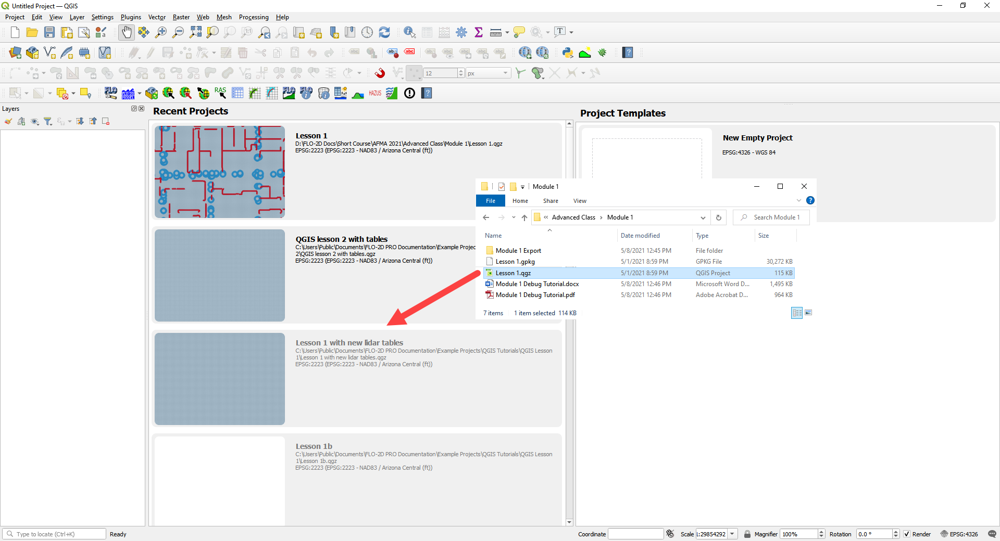 Untitled Project — QGIS
Project Edit View Layer Settings Plugins Vector Raster Web Mesh Processing Help
12 px
RAS HAZUS
Layers
Recent Projects
Lesson 1
D:\FLO-2D Docs\Short Course\AFMA 2021\Advanced Class\Module 1\Lesson 1.qgz
EPSG:2223 (EPSG:2223 - NAD83 / Arizona Central (ft))
QGIS lesson 2 with tables
C:\Users\Public\Documents\FLO-2D PRO Documentation\Example Projec
2\QGIS lesson 2 with tables.qgz
EPSG:2223 (EPSG:2223 - NAD83 / Arizona Central (ft))
Lesson 1 with new lidar tables
C:\Users\Public\Documents\FLO-2D PRO Documentation\Example Projects\QGIS Tutorials\QGIS Lesson
1\Lesson 1 with new lidar tables.qgz
EPSG:2223 (EPSG:2223 - NAD83 / Arizona Central (ft))
Lesson 1b
C:\Users\Public\Documents\FLO-2D PRO Documentation\Example Projects\QGIS Tutorials\QGIS Lesson
1\Lesson 1b.qgz
EPSG:2223 (EPSG:2223 - NAD83 / Arizona Central (ft))
Project Templates
New Empty Project
EPSG:4326 - WGS 84
Module 1
File Home Share View
« Advanced Class › Module 1
Search Module 1
Name Date modified Type Size
Module 1 Export 5/8/2021 12:45 PM File folder
Lesson 1.gpkg 5/1/2021 8:59 PM GPKG File 30,272 KB
Lesson 1.qgz 5/1/2021 8:59 PM QGIS Project 115 KB
Module 1 Debug Tutorial.docx 5/8/2021 12:46 PM Microsoft Word D... 1,495 KB
Module 1 Debug Tutorial.pdf 5/8/2021 12:46 PM Adobe Acrobat D... 964 KB
7 items 1 item selected 114 KB
Type to locate (Ctrl+K) Ready Coordinate Scale 1:29854292 Magnifier 100% Rotation 0.0 ° Render EPSG:4326